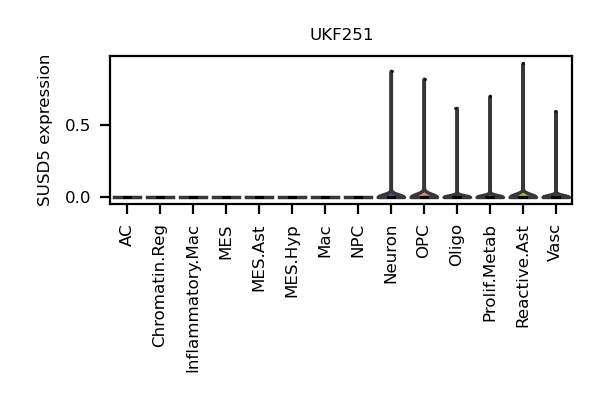 UKF251
SUSD5 expression
0.5
0.0
AC
Chromatin.Reg
Inflammatory.Mac
MES
MES.Ast
MES.Hyp
Mac
NPC
Neuron
OPC
Oligo
Prolif.Metab
Reactive.Ast
Vasc